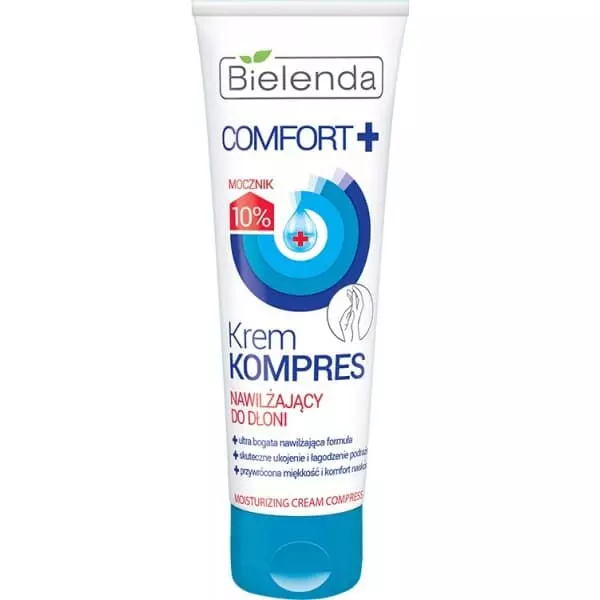 Bielenda
COMFORT +
MOCZNIK
10%
Krem
KOMPRES
NAWILŻAJĄCY
DO DŁONI
+ ultra bogata nawilżająca formuła
+ skuteczne ukojenie i łagodzenie
+ przywrócona miękkość i komfort
MOISTURIZING CREAM COMPRESS